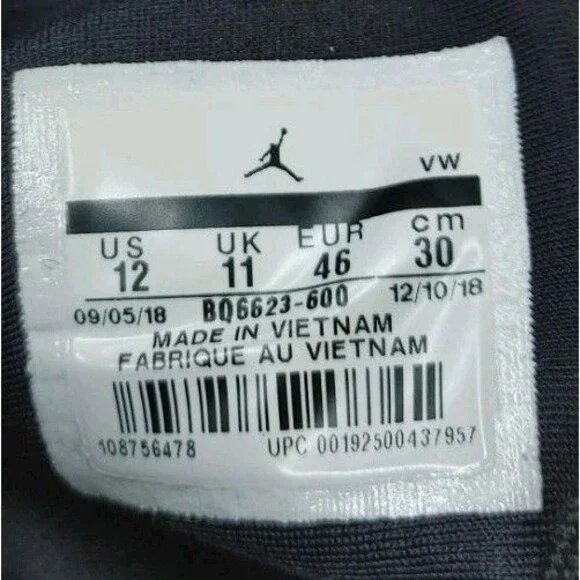 VW
US UK EUR cm
12 11 46 30
09/05/18 BQ6623-600 12/10/18
MADE IN VIETNAM
FABRIQUE AU VIETNAM
108756478 UPC 00192500437957